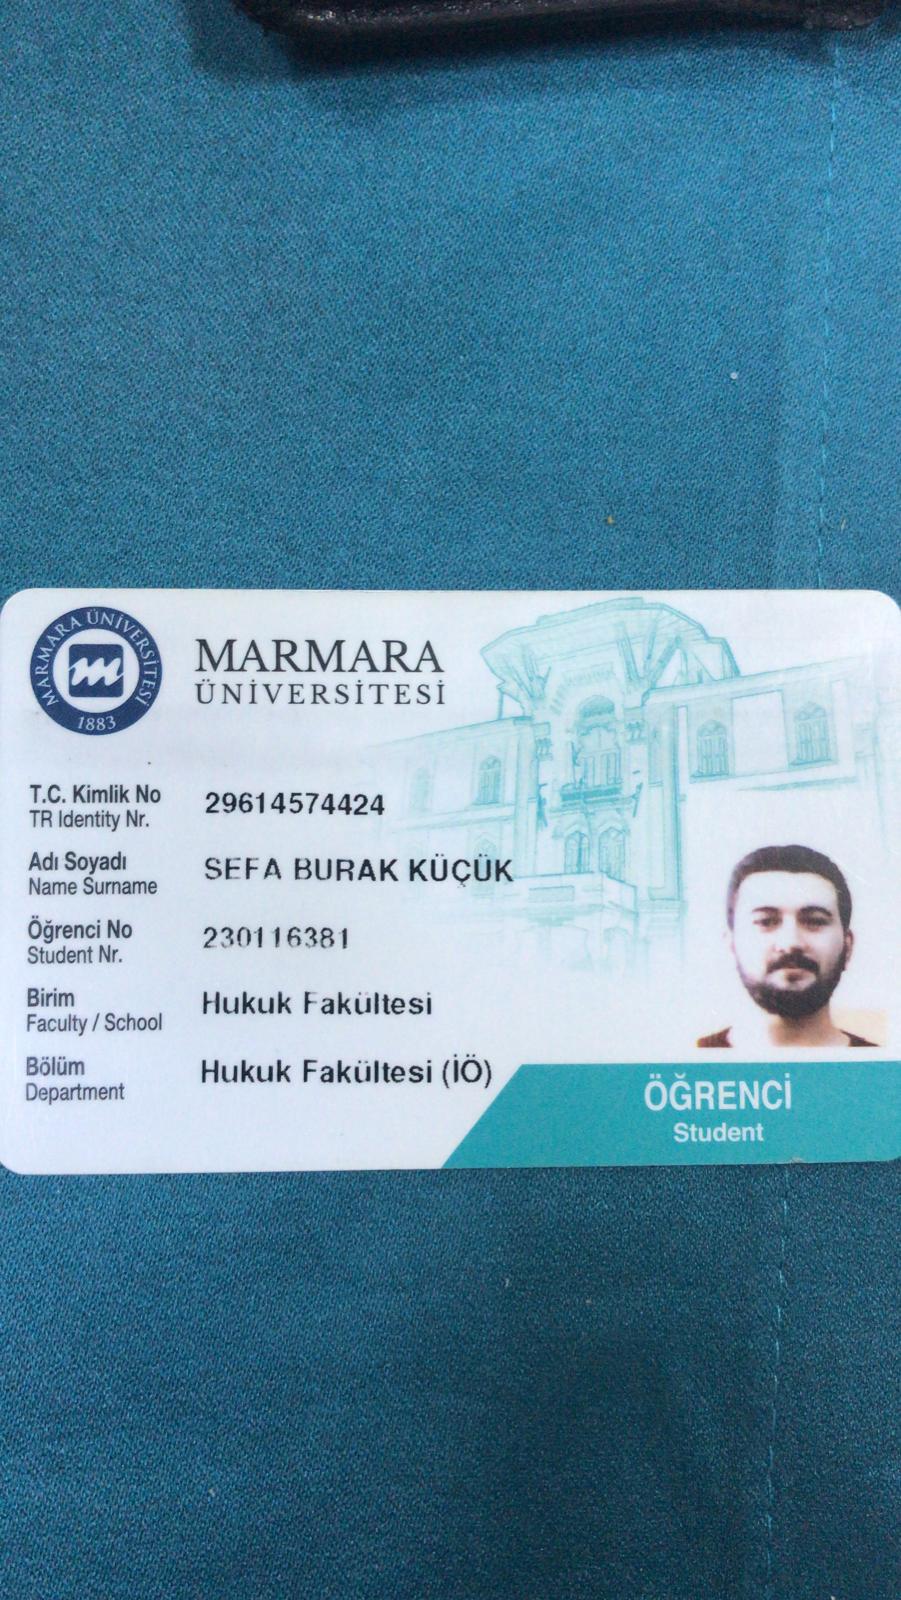 MARMARA ÜNİVERSİTESİ
1883
MARMARA
ÜNİVERSİTESİ
T.C. Kimlik No
TR Identity Nr.
29614574424
Adı Soyadı
Name Surname
SEFA BURAK KÜÇÜK
Öğrenci No
Student Nr.
230116381
Birim
Faculty / School
Hukuk Fakültesi
Bölüm
Department
Hukuk Fakültesi (İÖ)
ÖĞRENCİ
Student